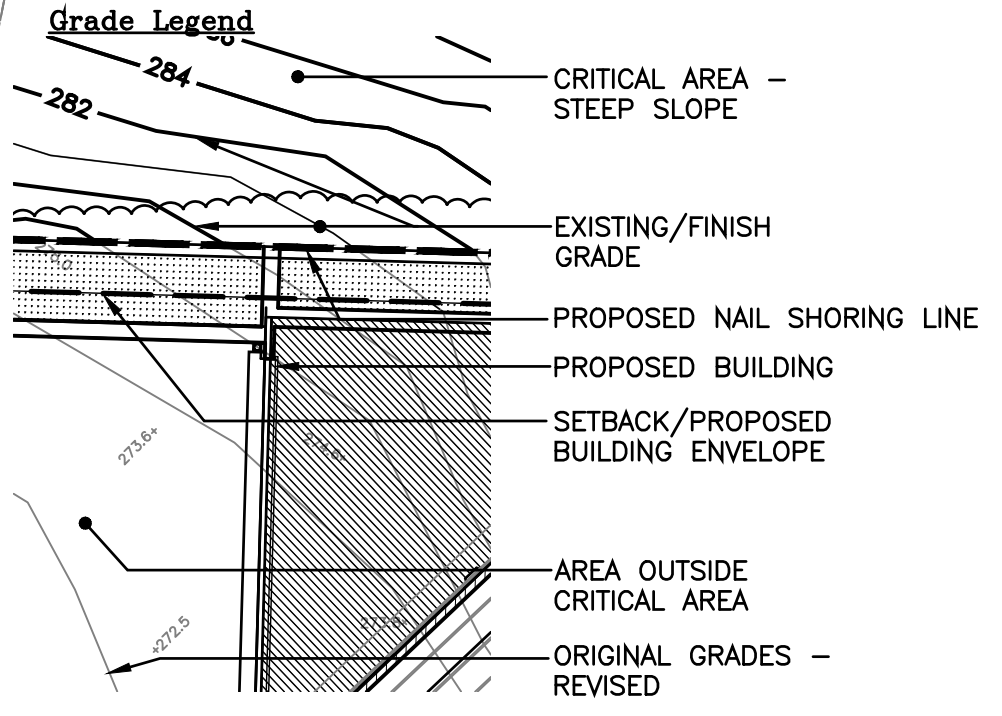 Grade Legend
284
282
CRITICAL AREA –
STEEP SLOPE
EXISTING/FINISH
GRADE
PROPOSED NAIL SHORING LINE
PROPOSED BUILDING
SETBACK/PROPOSED
BUILDING ENVELOPE
273.6+
AREA OUTSIDE
CRITICAL AREA
+272.5
ORIGINAL GRADES –
REVISED